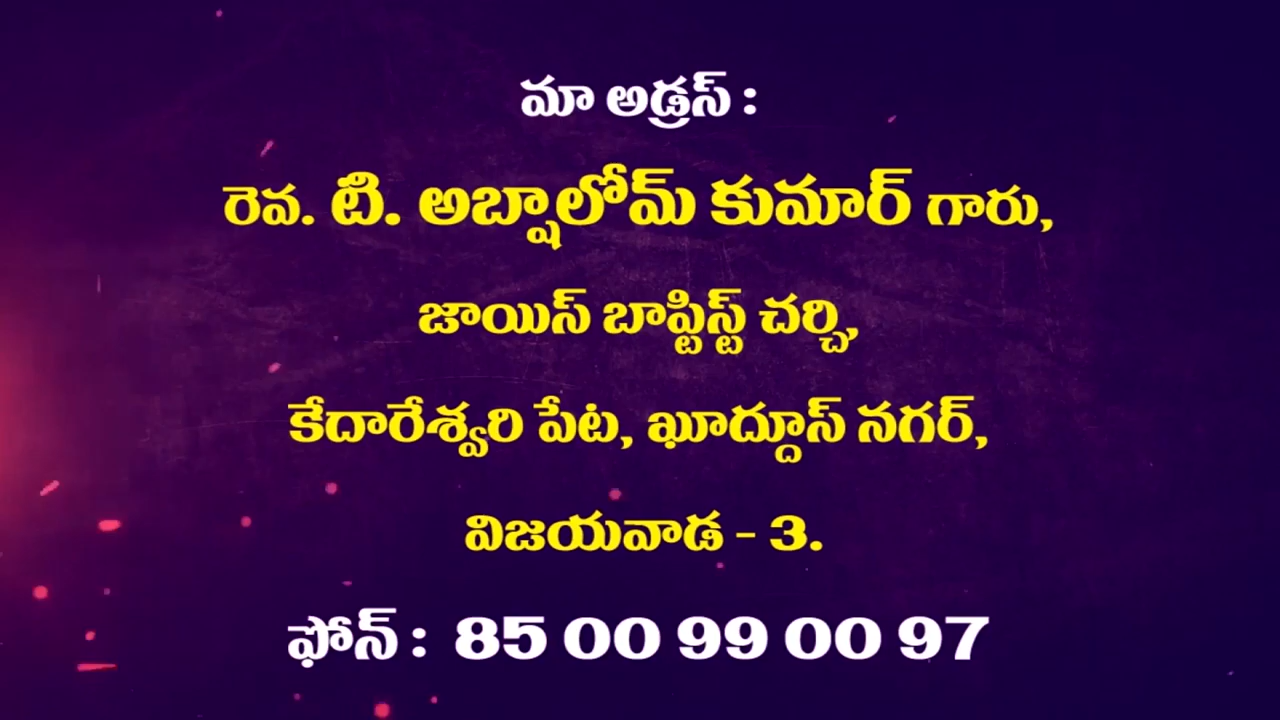 మా అడ్రస్ :
రెవ. టి. అబ్షాలోమ్ కుమార్ గారు,
జాయిస్ బాప్టిస్ట్ చర్చి,
కేదారేశ్వరి పేట, ఖూద్దూస్ నగర్,
విజయవాడ - 3.
ఫోన్ : 85 00 99 00 97